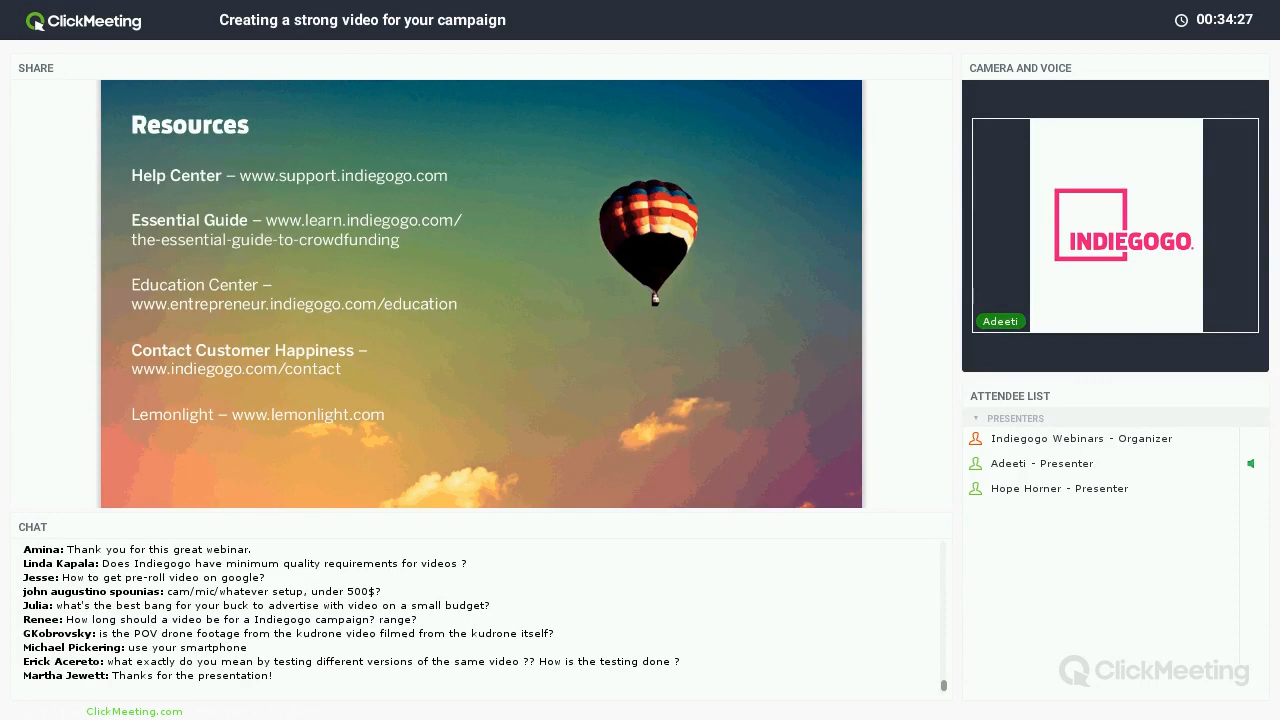 ClickMeeting
Creating a strong video for your campaign
00:34:27
SHARE
Resources
Help Center – www.support.indiegogo.com
Essential Guide – www.learn.indiegogo.com/
the-essential-guide-to-crowdfunding
Education Center –
www.entrepreneur.indiegogo.com/education
Contact Customer Happiness –
www.indiegogo.com/contact
Lemonlight – www.lemonlight.com
CAMERA AND VOICE
INDIEGOGO.
Adeeti
ATTENDEE LIST
PRESENTERS
Indiegogo Webinars - Organizer
Adeeti - Presenter
Hope Horner - Presenter
CHAT
Amina: Thank you for this great webinar.
Linda Kapala: Does Indiegogo have minimum quality requirements for videos ?
Jesse: How to get pre-roll video on google?
john augustino spounias: cam/mic/whatever setup, under 500$?
Julia: what's the best bang for your buck to advertise with video on a small budget?
Renee: How long should a video be for a Indiegogo campaign? range?
GKobrovsky: is the POV drone footage from the kudrone video filmed from the kudrone itself?
Michael Pickering: use your smartphone
Erick Acereto: what exactly do you mean by testing different versions of the same video ?? How is the testing done ?
Martha Jewett: Thanks for the presentation!
ClickMeeting
ClickMeeting.com